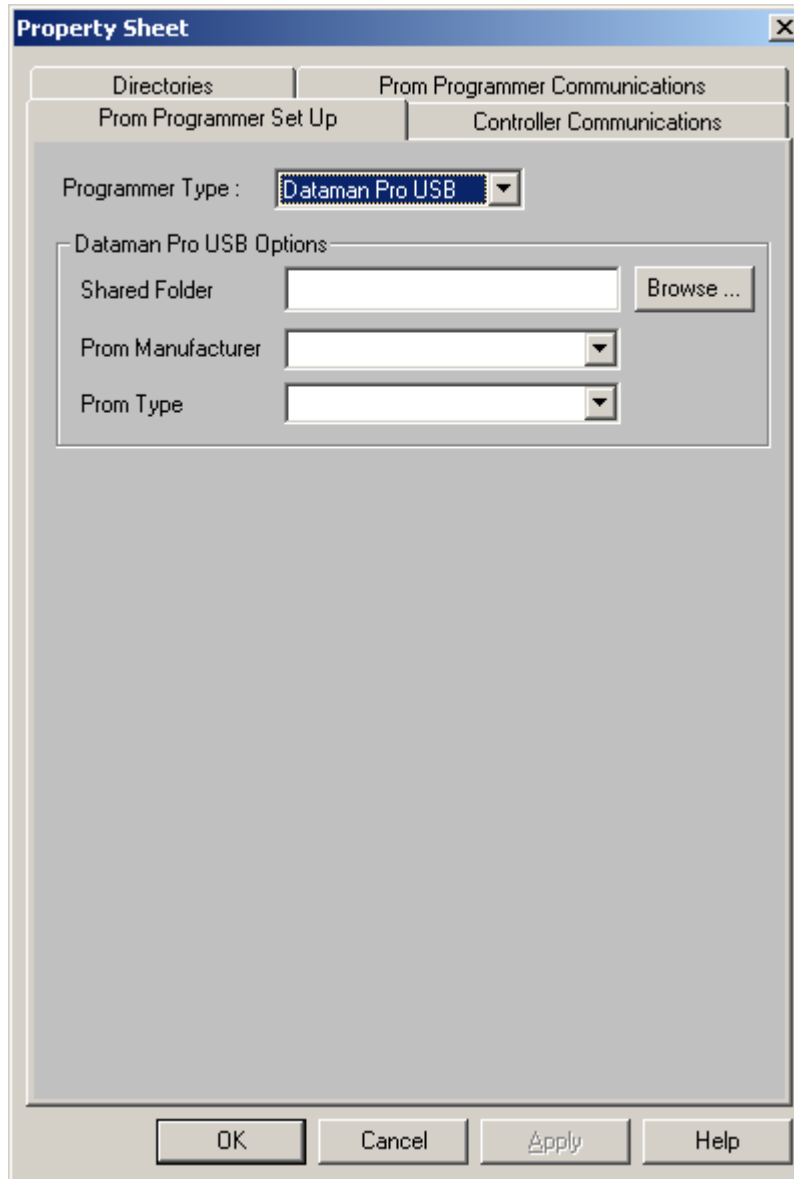 Property Sheet
Directories
Prom Programmer Communications
Prom Programmer Set Up
Controller Communications
Programmer Type :
Dataman Pro USB
Dataman Pro USB Options
Shared Folder
Browse ...
Prom Manufacturer
Prom Type
OK
Cancel
Apply
Help